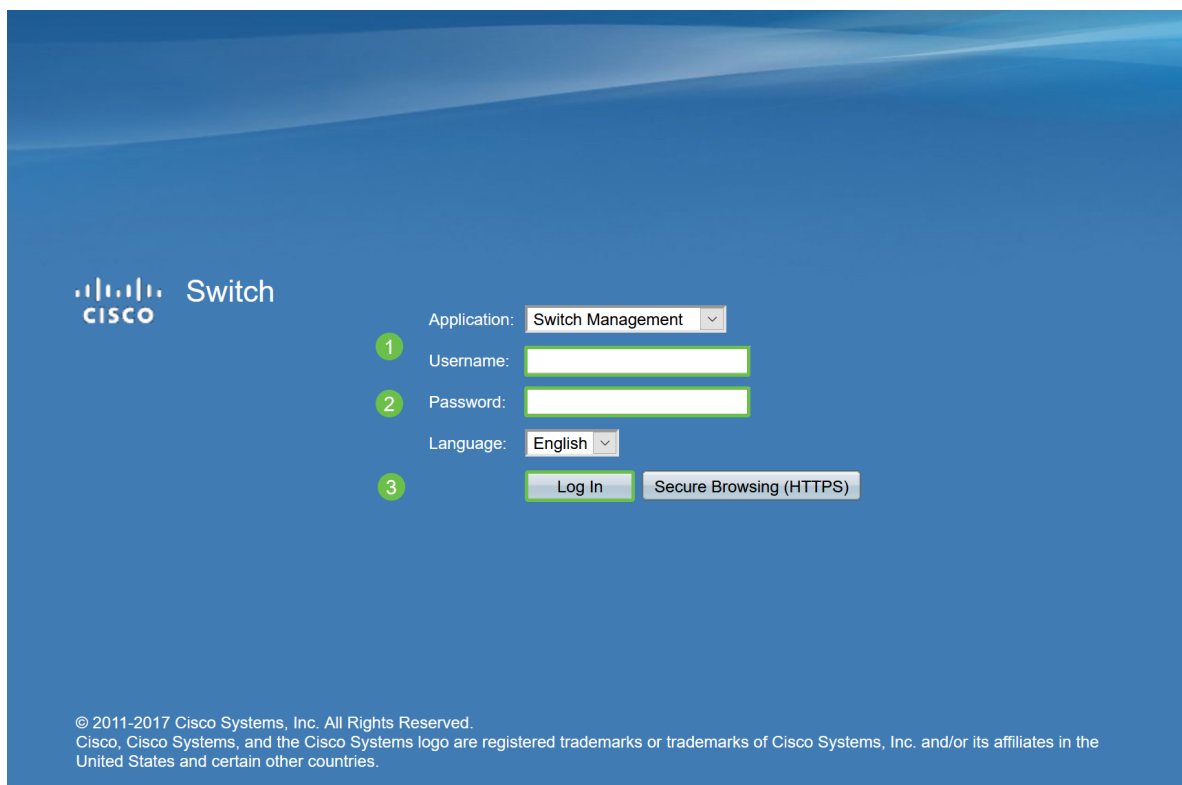 CISCO Switch
Application: Switch Management
1
Username:
2 Password:
Language: English
3 Log In Secure Browsing (HTTPS)
© 2011-2017 Cisco Systems, Inc. All Rights Reserved.
Cisco, Cisco Systems, and the Cisco Systems logo are registered trademarks or trademarks of Cisco Systems, Inc. and/or its affiliates in the
United States and certain other countries.